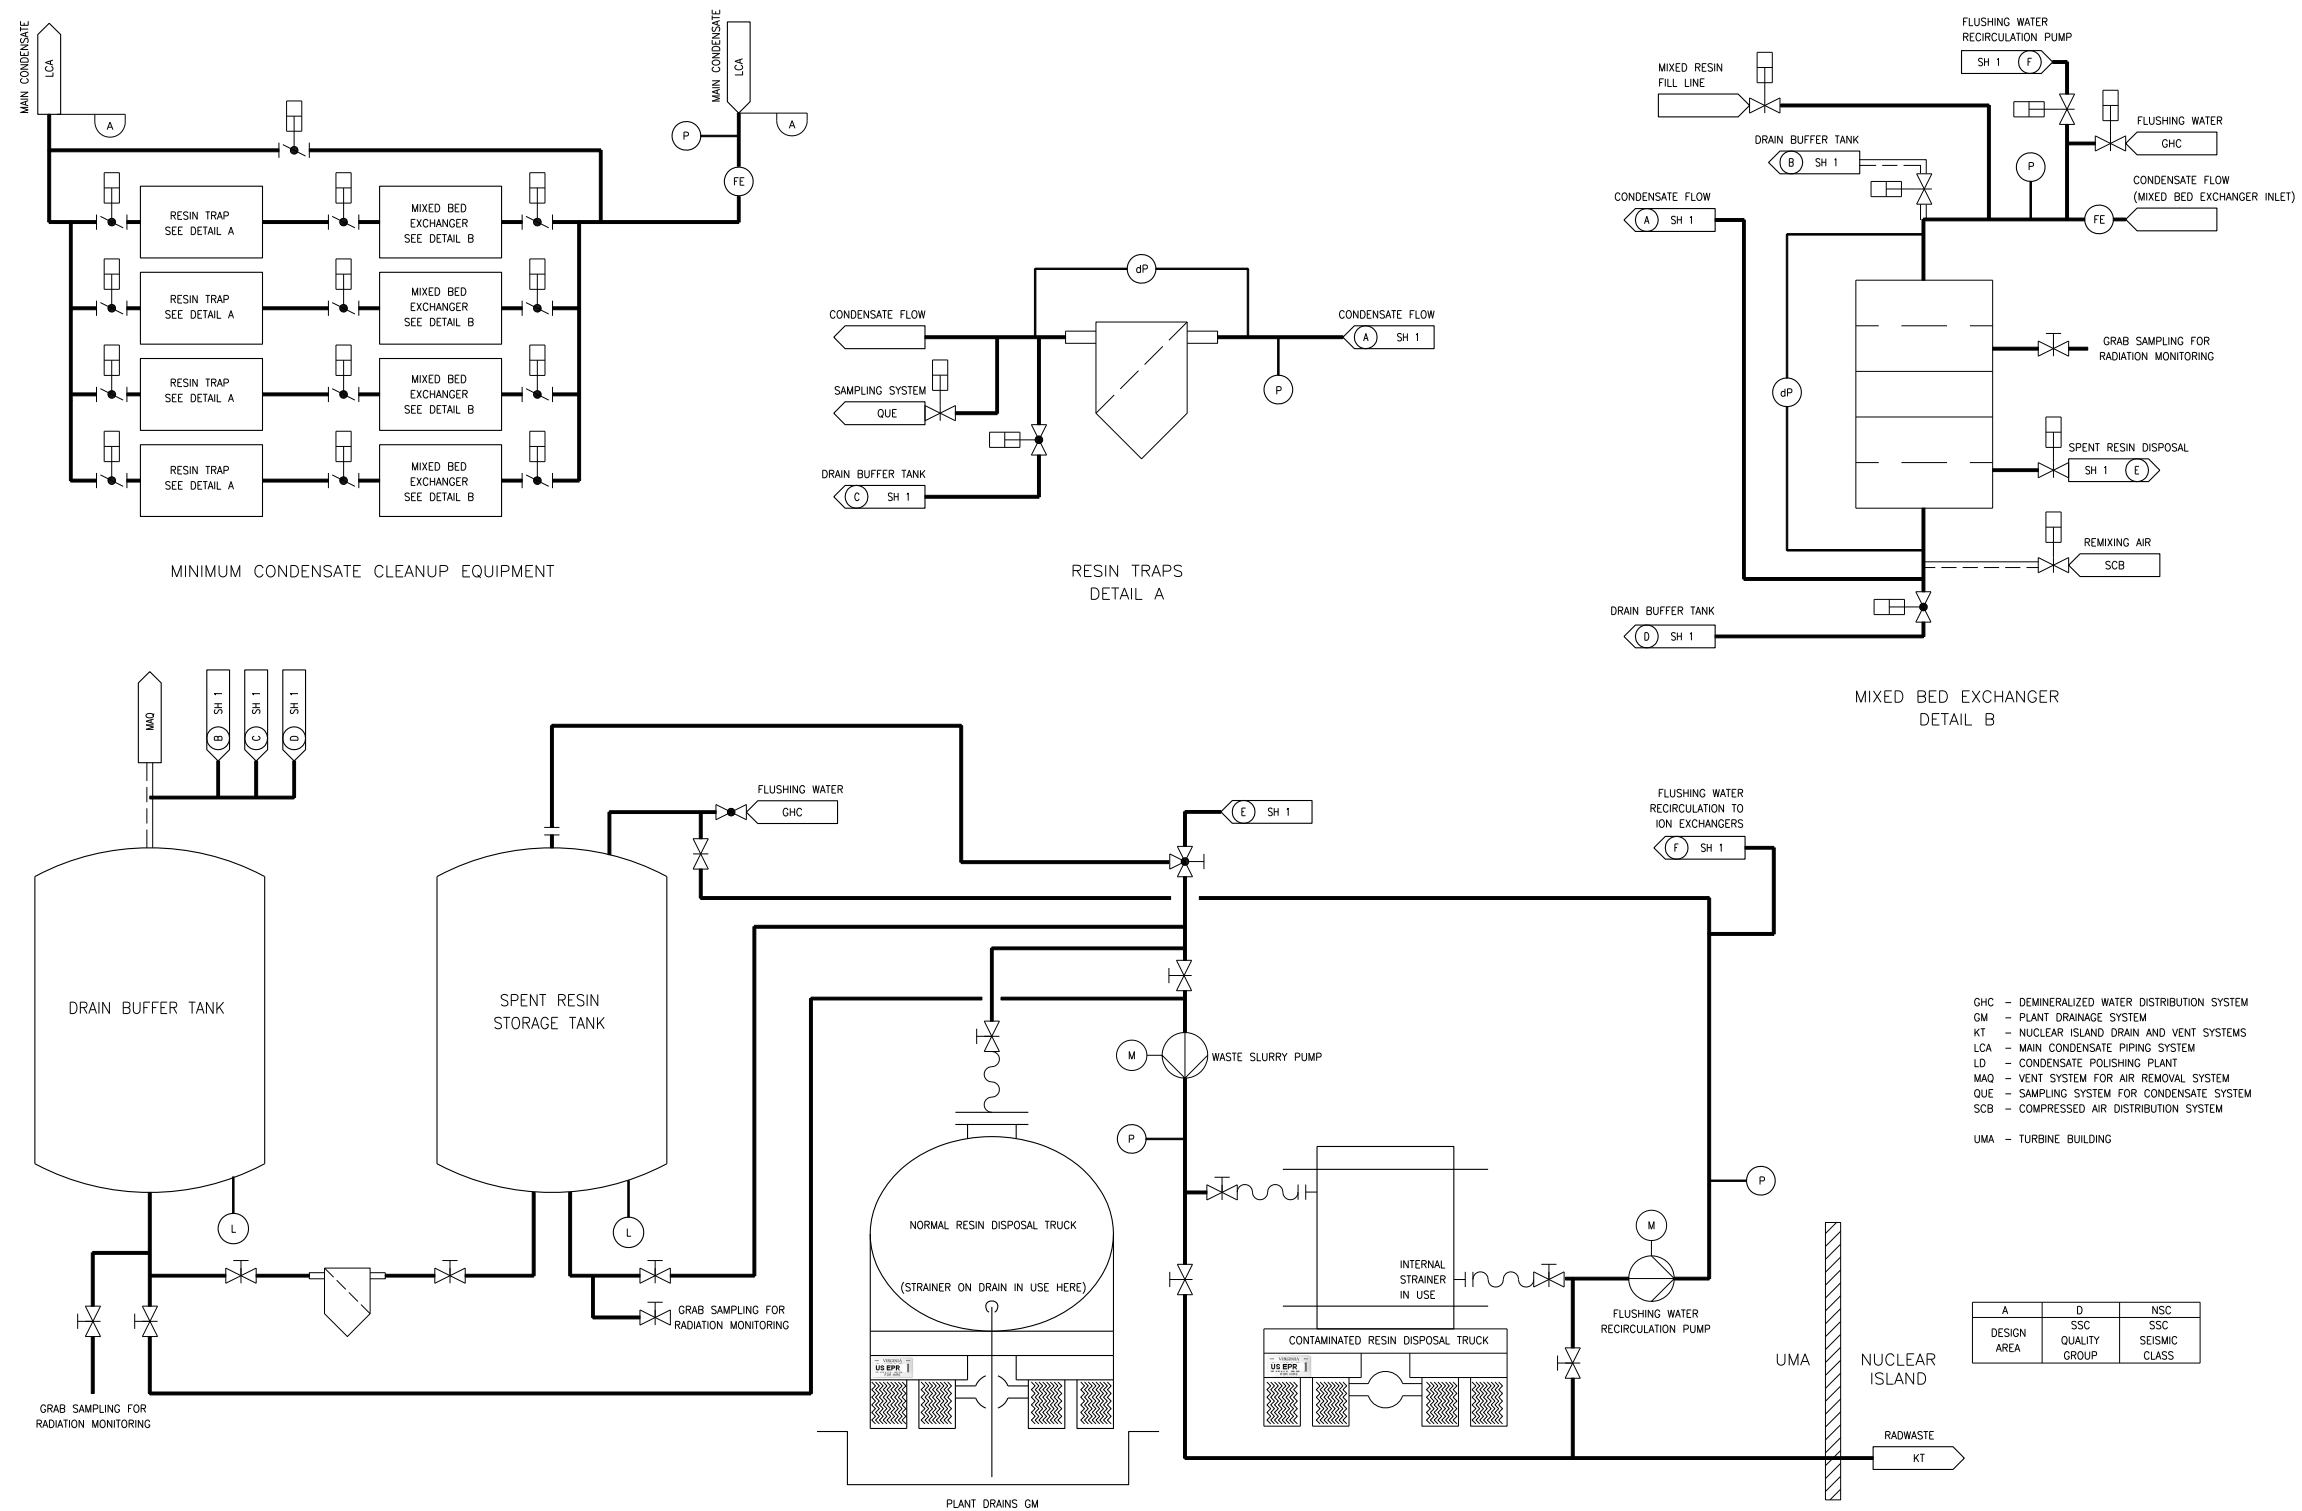 MAIN CONDENSATE
LCA
A
MAIN CONDENSATE
LCA
A
P
FE
RESIN TRAP
SEE DETAIL A
MIXED BED
EXCHANGER
SEE DETAIL B
RESIN TRAP
SEE DETAIL A
MIXED BED
EXCHANGER
SEE DETAIL B
RESIN TRAP
SEE DETAIL A
MIXED BED
EXCHANGER
SEE DETAIL B
RESIN TRAP
SEE DETAIL A
MIXED BED
EXCHANGER
SEE DETAIL B
MINIMUM CONDENSATE CLEANUP EQUIPMENT
dP
CONDENSATE FLOW
CONDENSATE FLOW
A SH 1
P
SAMPLING SYSTEM
QUE
DRAIN BUFFER TANK
C SH 1
RESIN TRAPS
DETAIL A
FLUSHING WATER
RECIRCULATION PUMP
SH 1 F
MIXED RESIN
FILL LINE
FLUSHING WATER
GHC
DRAIN BUFFER TANK
B SH 1
P
CONDENSATE FLOW
(MIXED BED EXCHANGER INLET)
FE
CONDENSATE FLOW
A SH 1
GRAB SAMPLING FOR
RADIATION MONITORING
dP
SPENT RESIN DISPOSAL
SH 1 E
REMIXING AIR
SCB
DRAIN BUFFER TANK
D SH 1
MIXED BED EXCHANGER
DETAIL B
MAQ
B SH 1
C SH 1
D SH 1
FLUSHING WATER
GHC
E SH 1
FLUSHING WATER
RECIRCULATION TO
ION EXCHANGERS
F SH 1
DRAIN BUFFER TANK
SPENT RESIN
STORAGE TANK
M
WASTE SLURRY PUMP
P
L
L
NORMAL RESIN DISPOSAL TRUCK
(STRAINER ON DRAIN IN USE HERE)
INTERNAL
STRAINER
IN USE
M
P
FLUSHING WATER
RECIRCULATION PUMP
GRAB SAMPLING FOR
RADIATION MONITORING
CONTAMINATED RESIN DISPOSAL TRUCK
VIRGINIA
US EPR
VIRGINIA
US EPR
GRAB SAMPLING FOR
RADIATION MONITORING
PLANT DRAINS GM
UMA
NUCLEAR
ISLAND
RADWASTE
KT
GHC – DEMINERALIZED WATER DISTRIBUTION SYSTEM
GM – PLANT DRAINAGE SYSTEM
KT – NUCLEAR ISLAND DRAIN AND VENT SYSTEMS
LCA – MAIN CONDENSATE PIPING SYSTEM
LD – CONDENSATE POLISHING PLANT
MAQ – VENT SYSTEM FOR AIR REMOVAL SYSTEM
QUE – SAMPLING SYSTEM FOR CONDENSATE SYSTEM
SCB – COMPRESSED AIR DISTRIBUTION SYSTEM
UMA – TURBINE BUILDING
A D NSC
DESIGN
AREA
SSC
QUALITY
GROUP
SSC
SEISMIC
CLASS